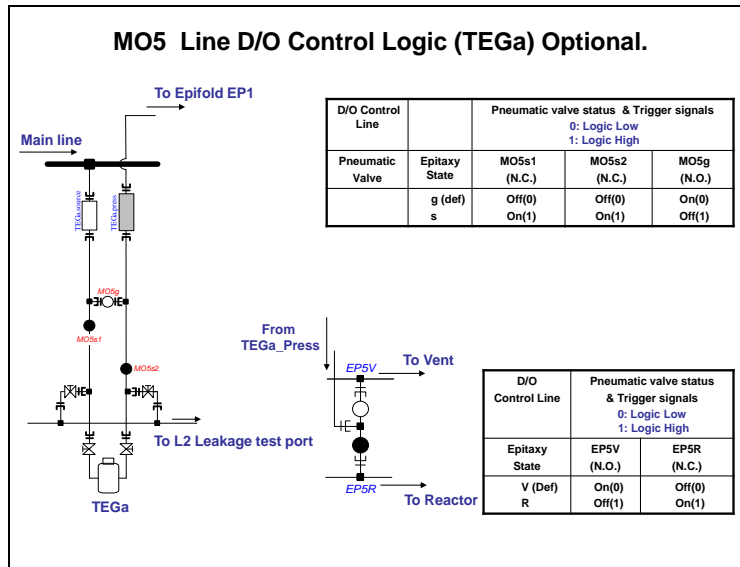 MO5 Line D/O Control Logic (TEGa) Optional.
To Epifold EP1
Main line
TEGa.source
TEGa.press
MO5g
MO5s1
MO5s2
To L2 Leakage test port
TEGa
D/O Control Line
Pneumatic valve status & Trigger signals
0: Logic Low
1: Logic High
Pneumatic Valve
Epitaxy State
MO5s1 (N.C.)
MO5s2 (N.C.)
MO5g (N.O.)
g (def) Off(0) Off(0) On(0)
s On(1) On(1) Off(1)
From
TEGa_Press
EP5V
To Vent
EP5R
To Reactor
D/O Control Line
Pneumatic valve status
& Trigger signals
0: Logic Low
1: Logic High
Epitaxy State
EP5V (N.O.)
EP5R (N.C.)
V (Def) On(0) Off(0)
R Off(1) On(1)